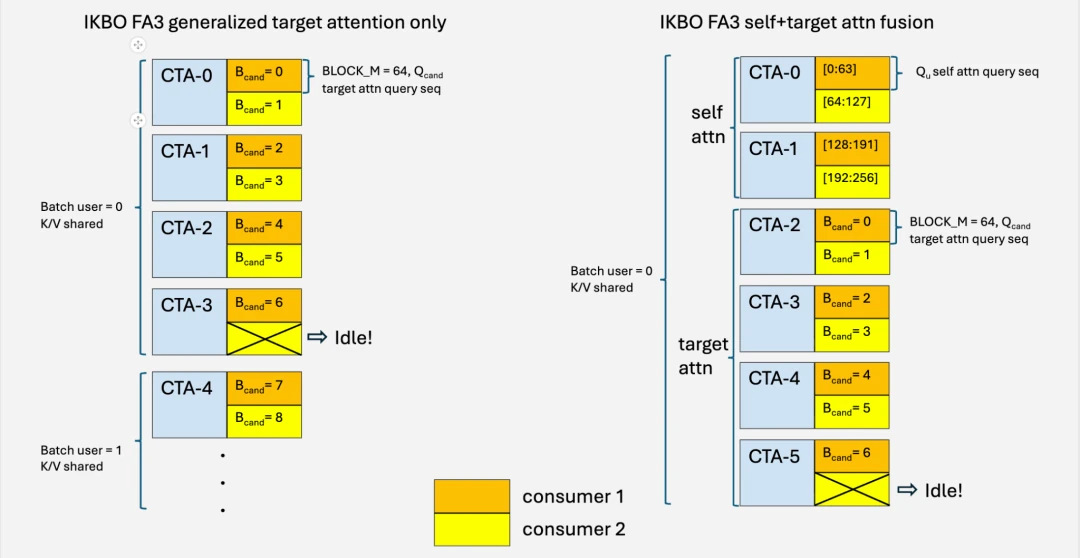 IKBO FA3 generalized target attention only
CTA-0
Bcand= 0
Bcand= 1
BLOCK_M = 64, Qcand
target attn query seq
CTA-1
Bcand= 2
Bcand= 3
Batch user = 0
K/V shared
CTA-2
Bcand= 4
Bcand= 5
CTA-3
Bcand= 6
Idle!
CTA-4
Bcand= 7
Bcand= 8
Batch user = 1
K/V shared
IKBO FA3 self+target attn fusion
self
attn
CTA-0
[0:63]
[64:127]
Qu self attn query seq
CTA-1
[128:191]
[192:256]
Batch user = 0
K/V shared
target
attn
CTA-2
Bcand= 0
Bcand= 1
BLOCK_M = 64, Qcand
target attn query seq
CTA-3
Bcand= 2
Bcand= 3
CTA-4
Bcand= 4
Bcand= 5
CTA-5
Bcand= 6
Idle!
consumer 1
consumer 2